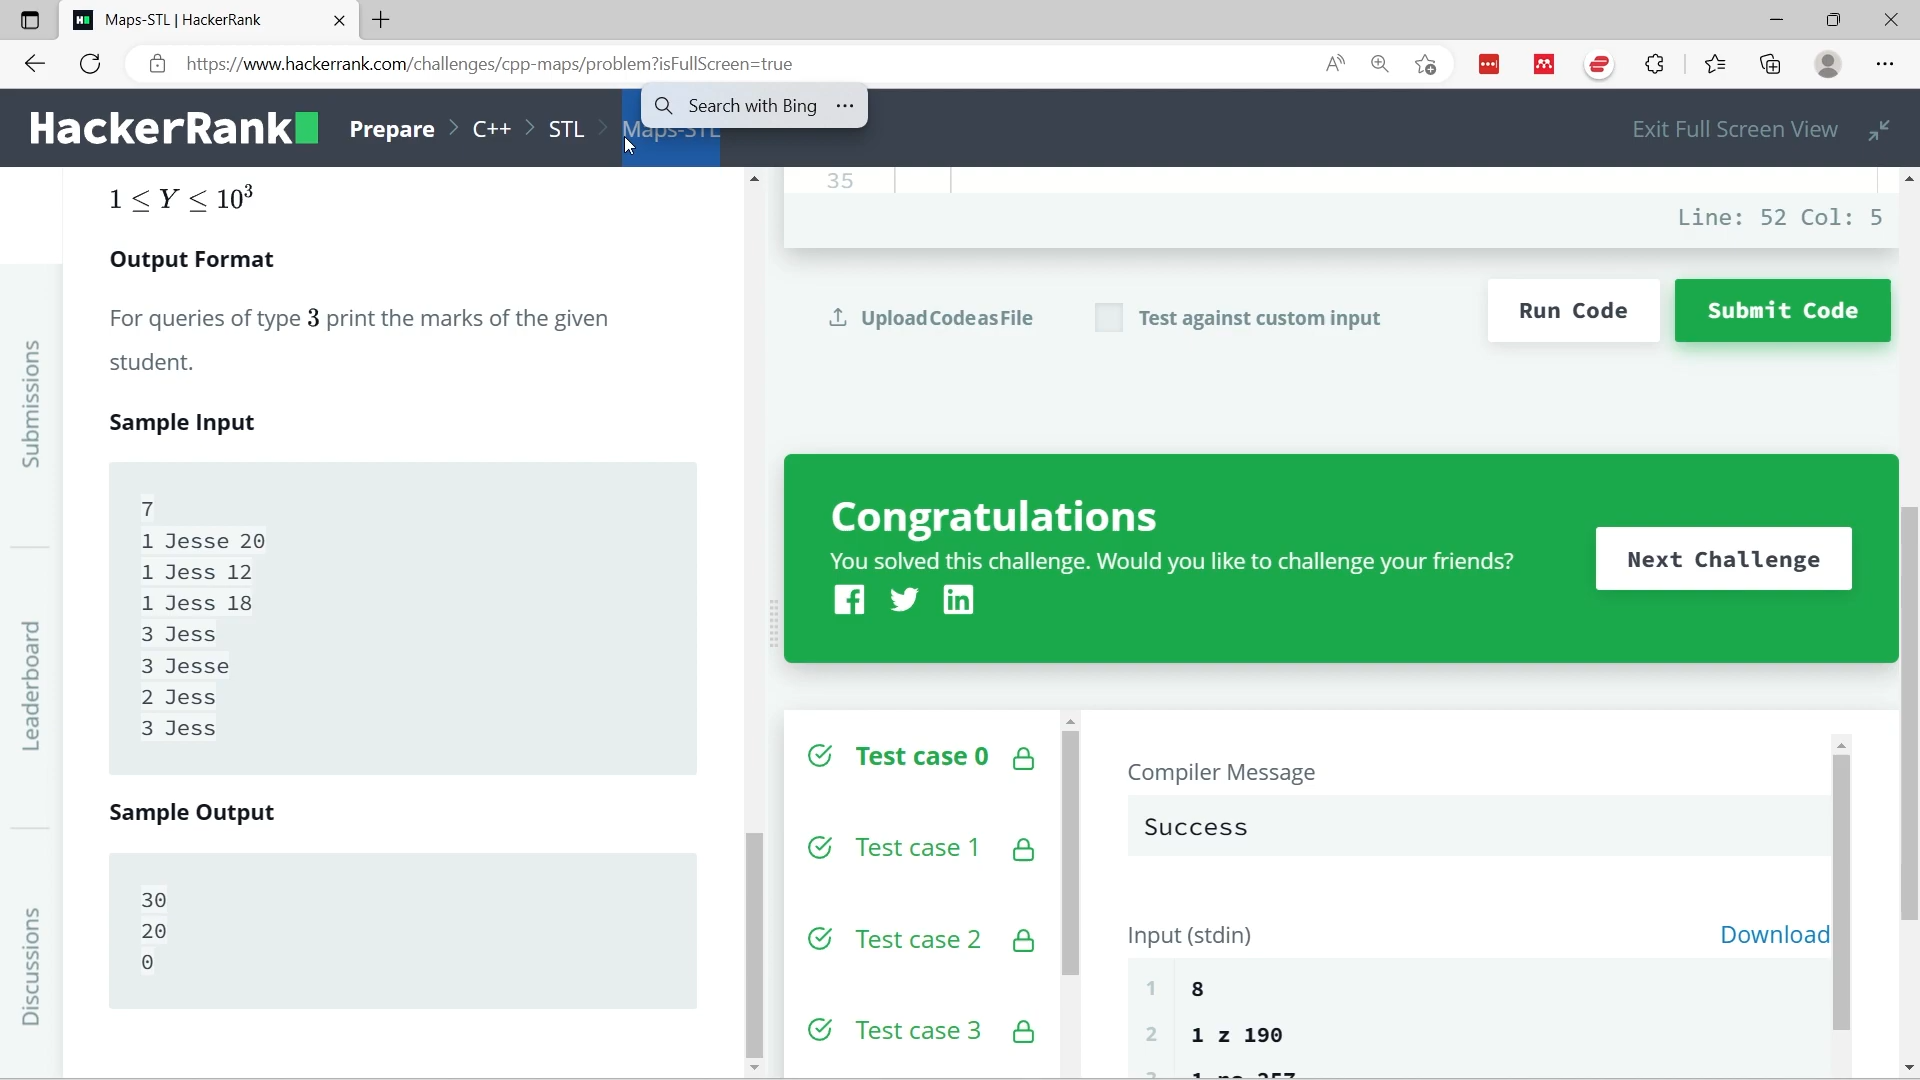 Maps-STL | HackerRank
https://www.hackerrank.com/challenges/cpp-maps/problem?isFullScreen=true
Search with Bing
HackerRank
Prepare > C++ > STL > Maps-STL
Exit Full Screen View
Submissions
Leaderboard
Discussions
1 ≤ Y ≤ 10³
Output Format
For queries of type 3 print the marks of the given
student.
Sample Input
7
1 Jesse 20
1 Jess 12
1 Jess 18
3 Jess
3 Jesse
2 Jess
3 Jess
Sample Output
30
20
0
35
Line: 52 Col: 5
Upload Code as File
Test against custom input
Run Code
Submit Code
Congratulations
You solved this challenge. Would you like to challenge your friends?
Next Challenge
Test case 0
Test case 1
Test case 2
Test case 3
Compiler Message
Success
Input (stdin)
Download
1 8
2 1 z 190